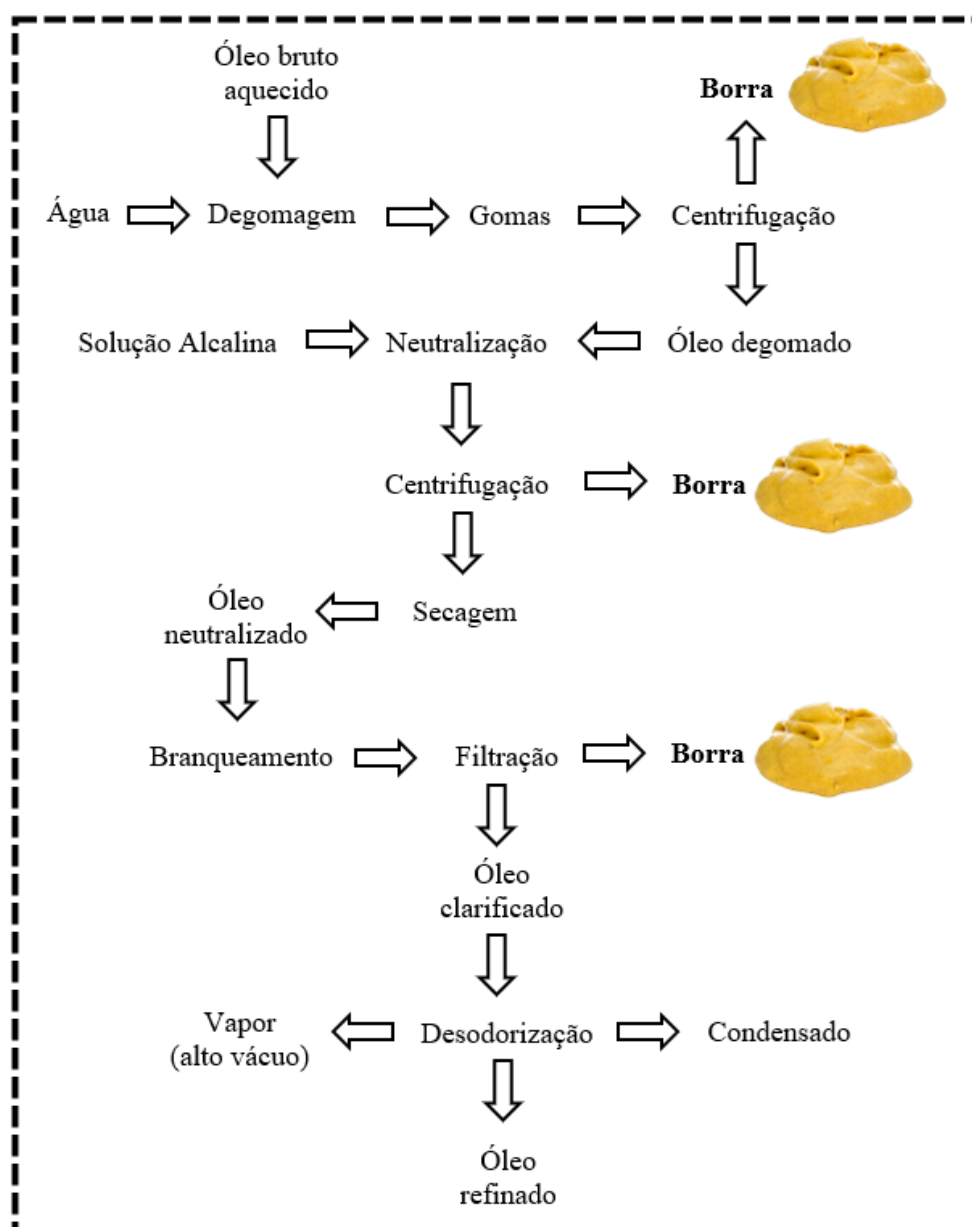 Óleo bruto
aquecido
Borra
Água
Degomagem
Gomas
Centrifugação
Solução Alcalina
Neutralização
Óleo degomado
Centrifugação
Borra
Óleo
neutralizado
Secagem
Branqueamento
Filtração
Borra
Óleo
clarificado
Vapor
(alto vácuo)
Desodorização
Condensado
Óleo
refinado